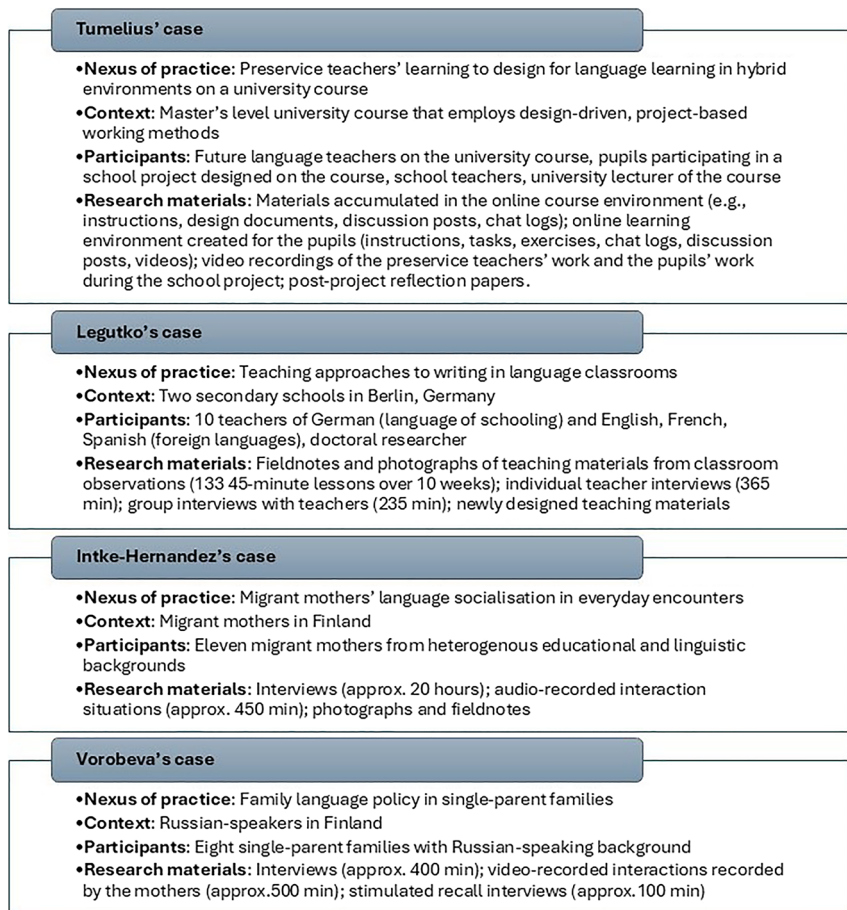 Tumelius' case
•Nexus of practice: Preservice teachers' learning to design for language learning in hybrid
environments on a university course
•Context: Master's level university course that employs design-driven, project-based
working methods
•Participants: Future language teachers on the university course, pupils participating in a
school project designed on the course, school teachers, university lecturer of the course
•Research materials: Materials accumulated in the online course environment (e.g.,
instructions, design documents, discussion posts, chat logs); online learning
environment created for the pupils (instructions, tasks, exercises, chat logs, discussion
posts, videos); video recordings of the preservice teachers' work and the pupils' work
during the school project; post-project reflection papers.
Legutko's case
•Nexus of practice: Teaching approaches to writing in language classrooms
•Context: Two secondary schools in Berlin, Germany
•Participants: 10 teachers of German (language of schooling) and English, French,
Spanish (foreign languages), doctoral researcher
•Research materials: Fieldnotes and photographs of teaching materials from classroom
observations (133 45-minute lessons over 10 weeks); individual teacher interviews (365
min); group interviews with teachers (235 min); newly designed teaching materials
Intke-Hernandez's case
•Nexus of practice: Migrant mothers' language socialisation in everyday encounters
•Context: Migrant mothers in Finland
•Participants: Eleven migrant mothers from heterogenous educational and linguistic
backgrounds
•Research materials: Interviews (approx. 20 hours); audio-recorded interaction
situations (approx. 450 min); photographs and fieldnotes
Vorobeva's case
•Nexus of practice: Family language policy in single-parent families
•Context: Russian-speakers in Finland
•Participants: Eight single-parent families with Russian-speaking background
•Research materials: Interviews (approx. 400 min); video-recorded interactions recorded
by the mothers (approx.500 min); stimulated recall interviews (approx.100 min)